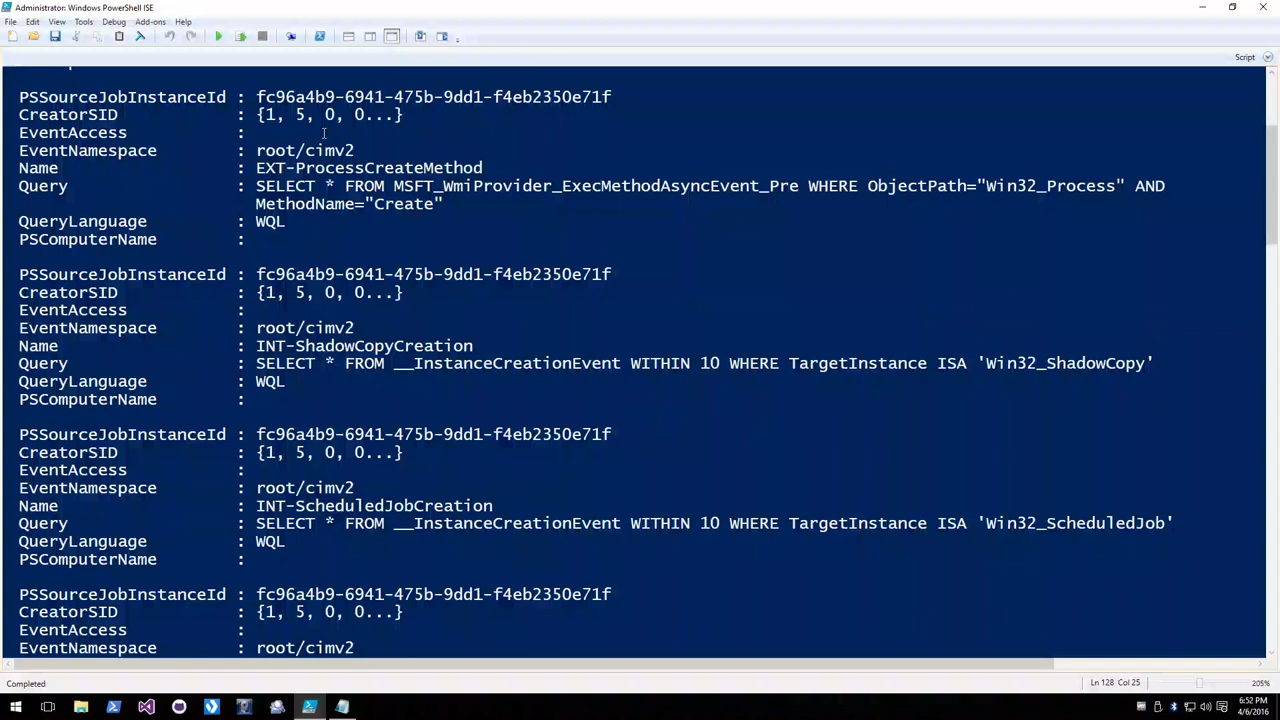 Administrator: Windows PowerShell ISE
File Edit View Tools Debug Add-ons Help
Script
PSSourceJobInstanceId : fc96a4b9-6941-475b-9dd1-f4eb2350e71f
CreatorSID : {1, 5, 0, 0...}
EventAccess :
EventNamespace : root/cimv2
Name : EXT-ProcessCreateMethod
Query : SELECT * FROM MSFT_WmiProvider_ExecMethodAsyncEvent_Pre WHERE ObjectPath="Win32_Process" AND
MethodName="Create"
QueryLanguage : WQL
PSComputerName :
PSSourceJobInstanceId : fc96a4b9-6941-475b-9dd1-f4eb2350e71f
CreatorSID : {1, 5, 0, 0...}
EventAccess :
EventNamespace : root/cimv2
Name : INT-ShadowCopyCreation
Query : SELECT * FROM __InstanceCreationEvent WITHIN 10 WHERE TargetInstance ISA 'Win32_ShadowCopy'
QueryLanguage : WQL
PSComputerName :
PSSourceJobInstanceId : fc96a4b9-6941-475b-9dd1-f4eb2350e71f
CreatorSID : {1, 5, 0, 0...}
EventAccess :
EventNamespace : root/cimv2
Name : INT-ScheduledJobCreation
Query : SELECT * FROM __InstanceCreationEvent WITHIN 10 WHERE TargetInstance ISA 'Win32_ScheduledJob'
QueryLanguage : WQL
PSComputerName :
PSSourceJobInstanceId : fc96a4b9-6941-475b-9dd1-f4eb2350e71f
CreatorSID : {1, 5, 0, 0...}
EventAccess :
EventNamespace : root/cimv2
Completed
Ln 128 Col 25
205%
6:52 PM
4/6/2016